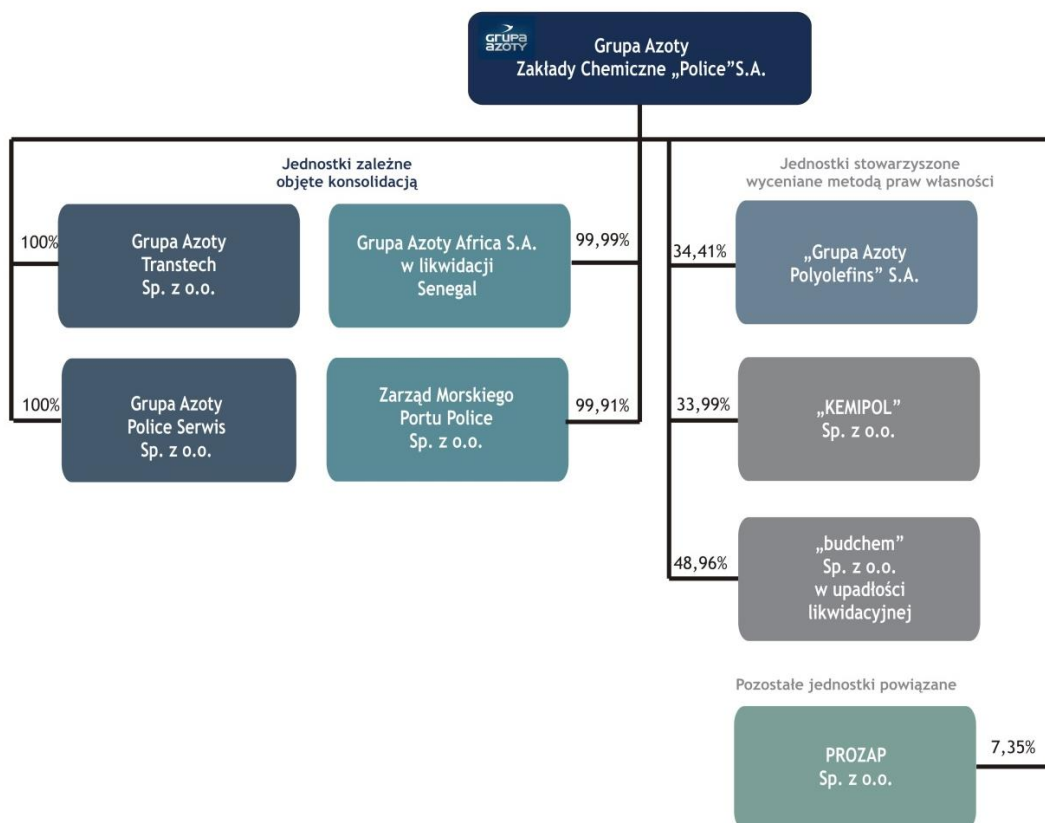 GRUPA
AZOTY
Grupa Azoty
Zakłady Chemiczne „Police”S.A.
Jednostki zależne
objęte konsolidacją
Jednostki stowarzyszone
wyceniane metodą praw własności
100%
Grupa Azoty
Transtech
Sp. z o.o.
Grupa Azoty Africa S.A.
w likwidacji
Senegal
99,99%
34,41%
„Grupa Azoty
Polyolefins” S.A.
100%
Grupa Azoty
Police Serwis
Sp. z o.o.
Zarząd Morskiego
Portu Police
Sp. z o.o.
99,91%
33,99%
„KEMIPOL”
Sp. z o.o.
48,96%
„budchem”
Sp. z o.o.
w upadłości
likwidacyjnej
Pozostałe jednostki powiązane
PROZAP
Sp. z o.o.
7,35%